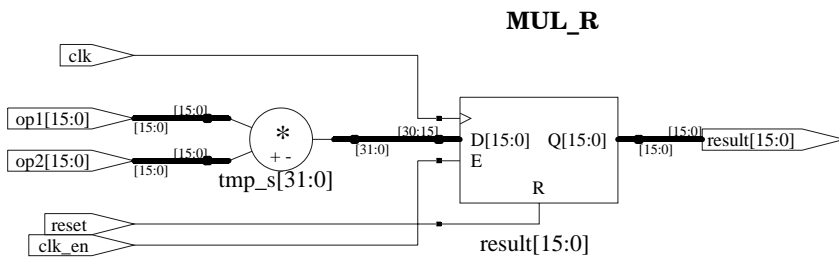 MUL_R
clk
[15:0]
op1[15:0]
[15:0]
[15:0]
op2[15:0]
[15:0]
*
+ -
tmp_s[31:0]
[30:15]
[31:0]
D[15:0] Q[15:0]
E
R
[15:0]
[15:0]
result[15:0]
reset
clk_en
result[15:0]